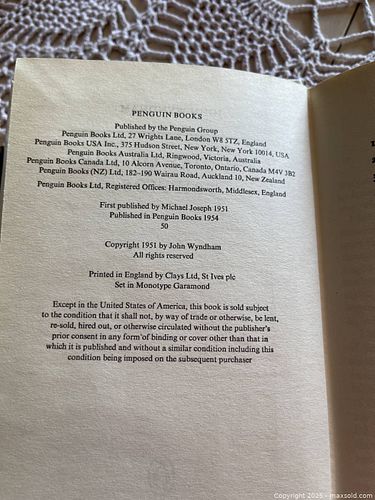 PENGUIN BOOKS
Published by the Penguin Group
Penguin Books Ltd, 27 Wrights Lane, London W8 5TZ, England
Penguin Books USA Inc., 375 Hudson Street, New York, New York 10014, USA
Penguin Books Australia Ltd, Ringwood, Victoria, Australia
Penguin Books Canada Ltd, 10 Alcorn Avenue, Toronto, Ontario, Canada M4V 3B2
Penguin Books (NZ) Ltd, 182–190 Wairau Road, Auckland 10, New Zealand
Penguin Books Ltd, Registered Offices: Harmondsworth, Middlesex, England
First published by Michael Joseph 1951
Published in Penguin Books 1954
50
Copyright 1951 by John Wyndham
All rights reserved
Printed in England by Clays Ltd, St Ives plc
Set in Monotype Garamond
Except in the United States of America, this book is sold subject
to the condition that it shall not, by way of trade or otherwise, be lent,
re-sold, hired out, or otherwise circulated without the publisher's
prior consent in any form of binding or cover other than that in
which it is published and without a similar condition including this
condition being imposed on the subsequent purchaser
Copyright 2025 - maxsold.com